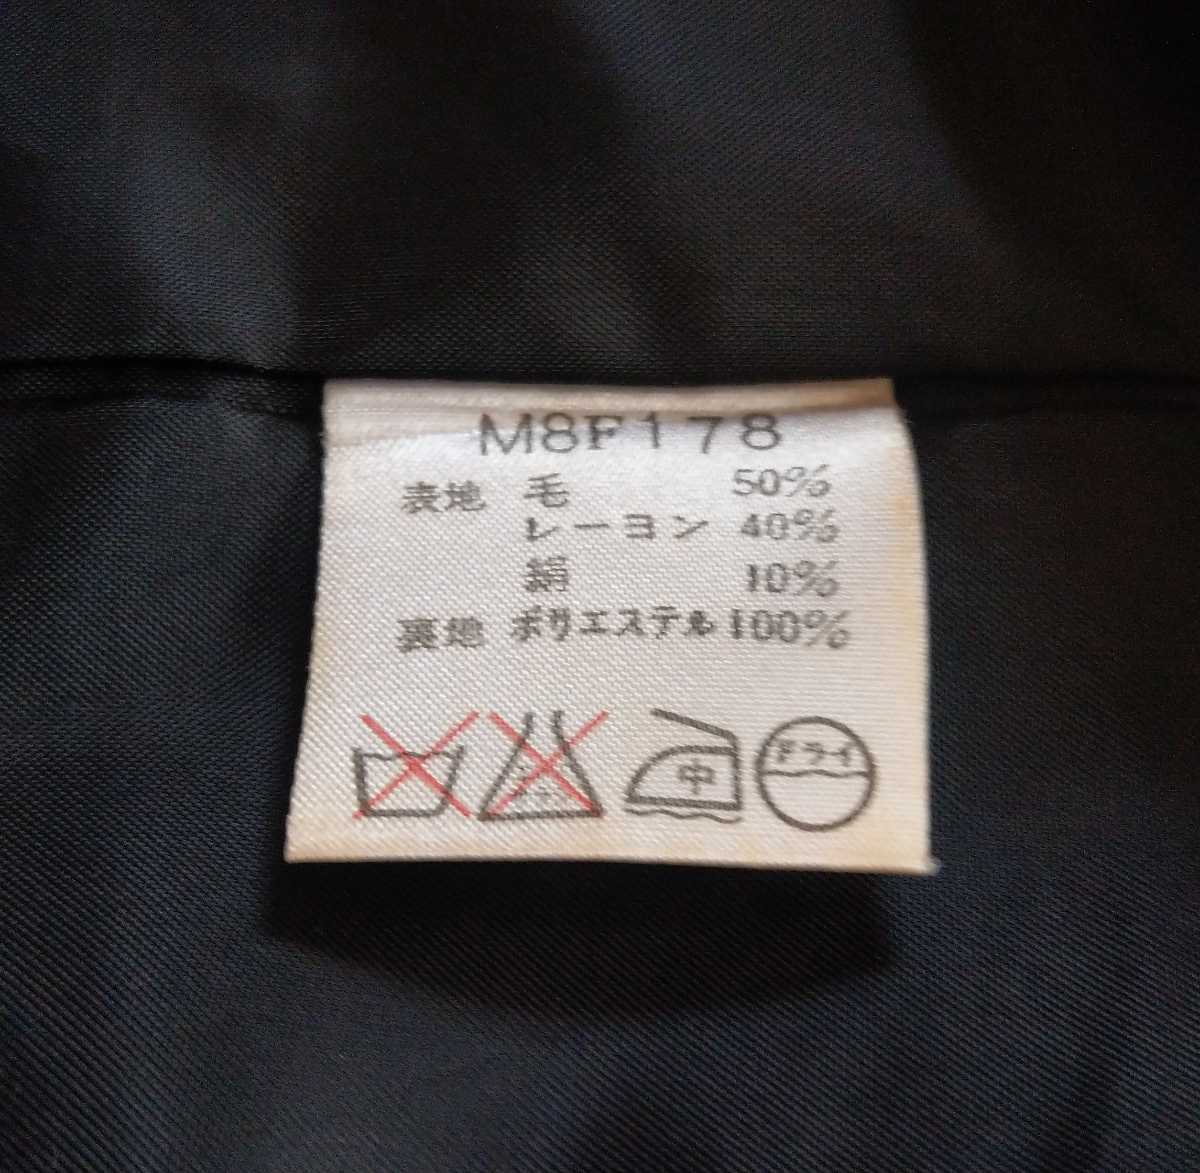 M8F178
表地 毛 50%
レーヨン 40%
絹 10%
裏地 ポリエステル 100%
中 ドライ